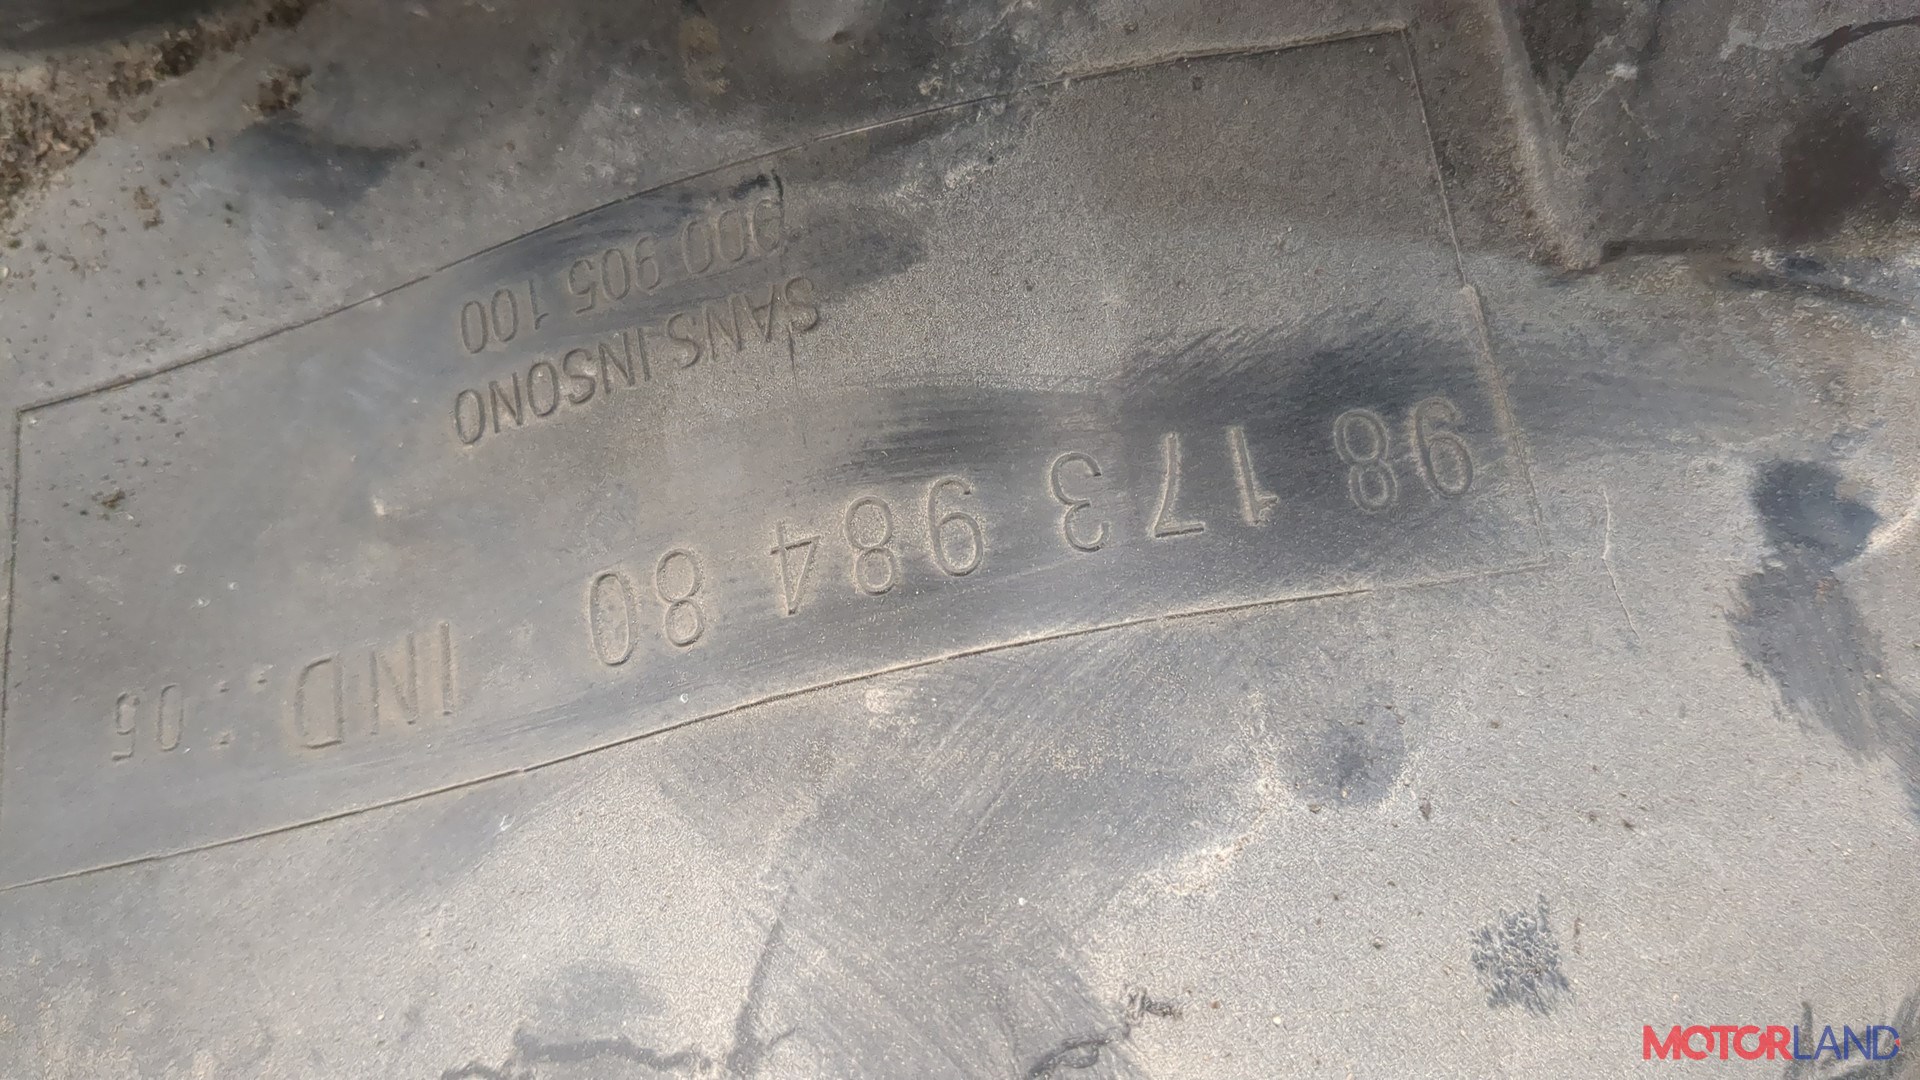 98 173 984 80 IND : 05
SANS INSONO
900 905 100
MOTORLAND